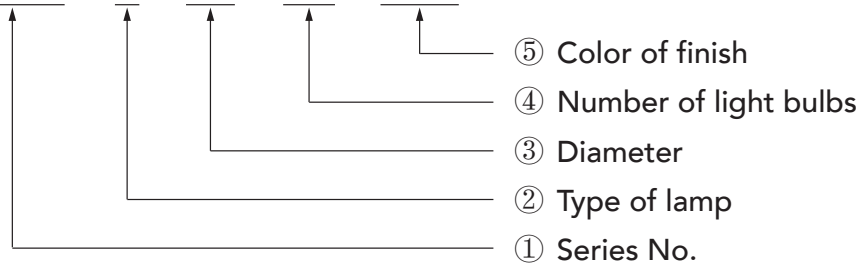 ⑤ Color of finish
④ Number of light bulbs
③ Diameter
② Type of lamp
① Series No.